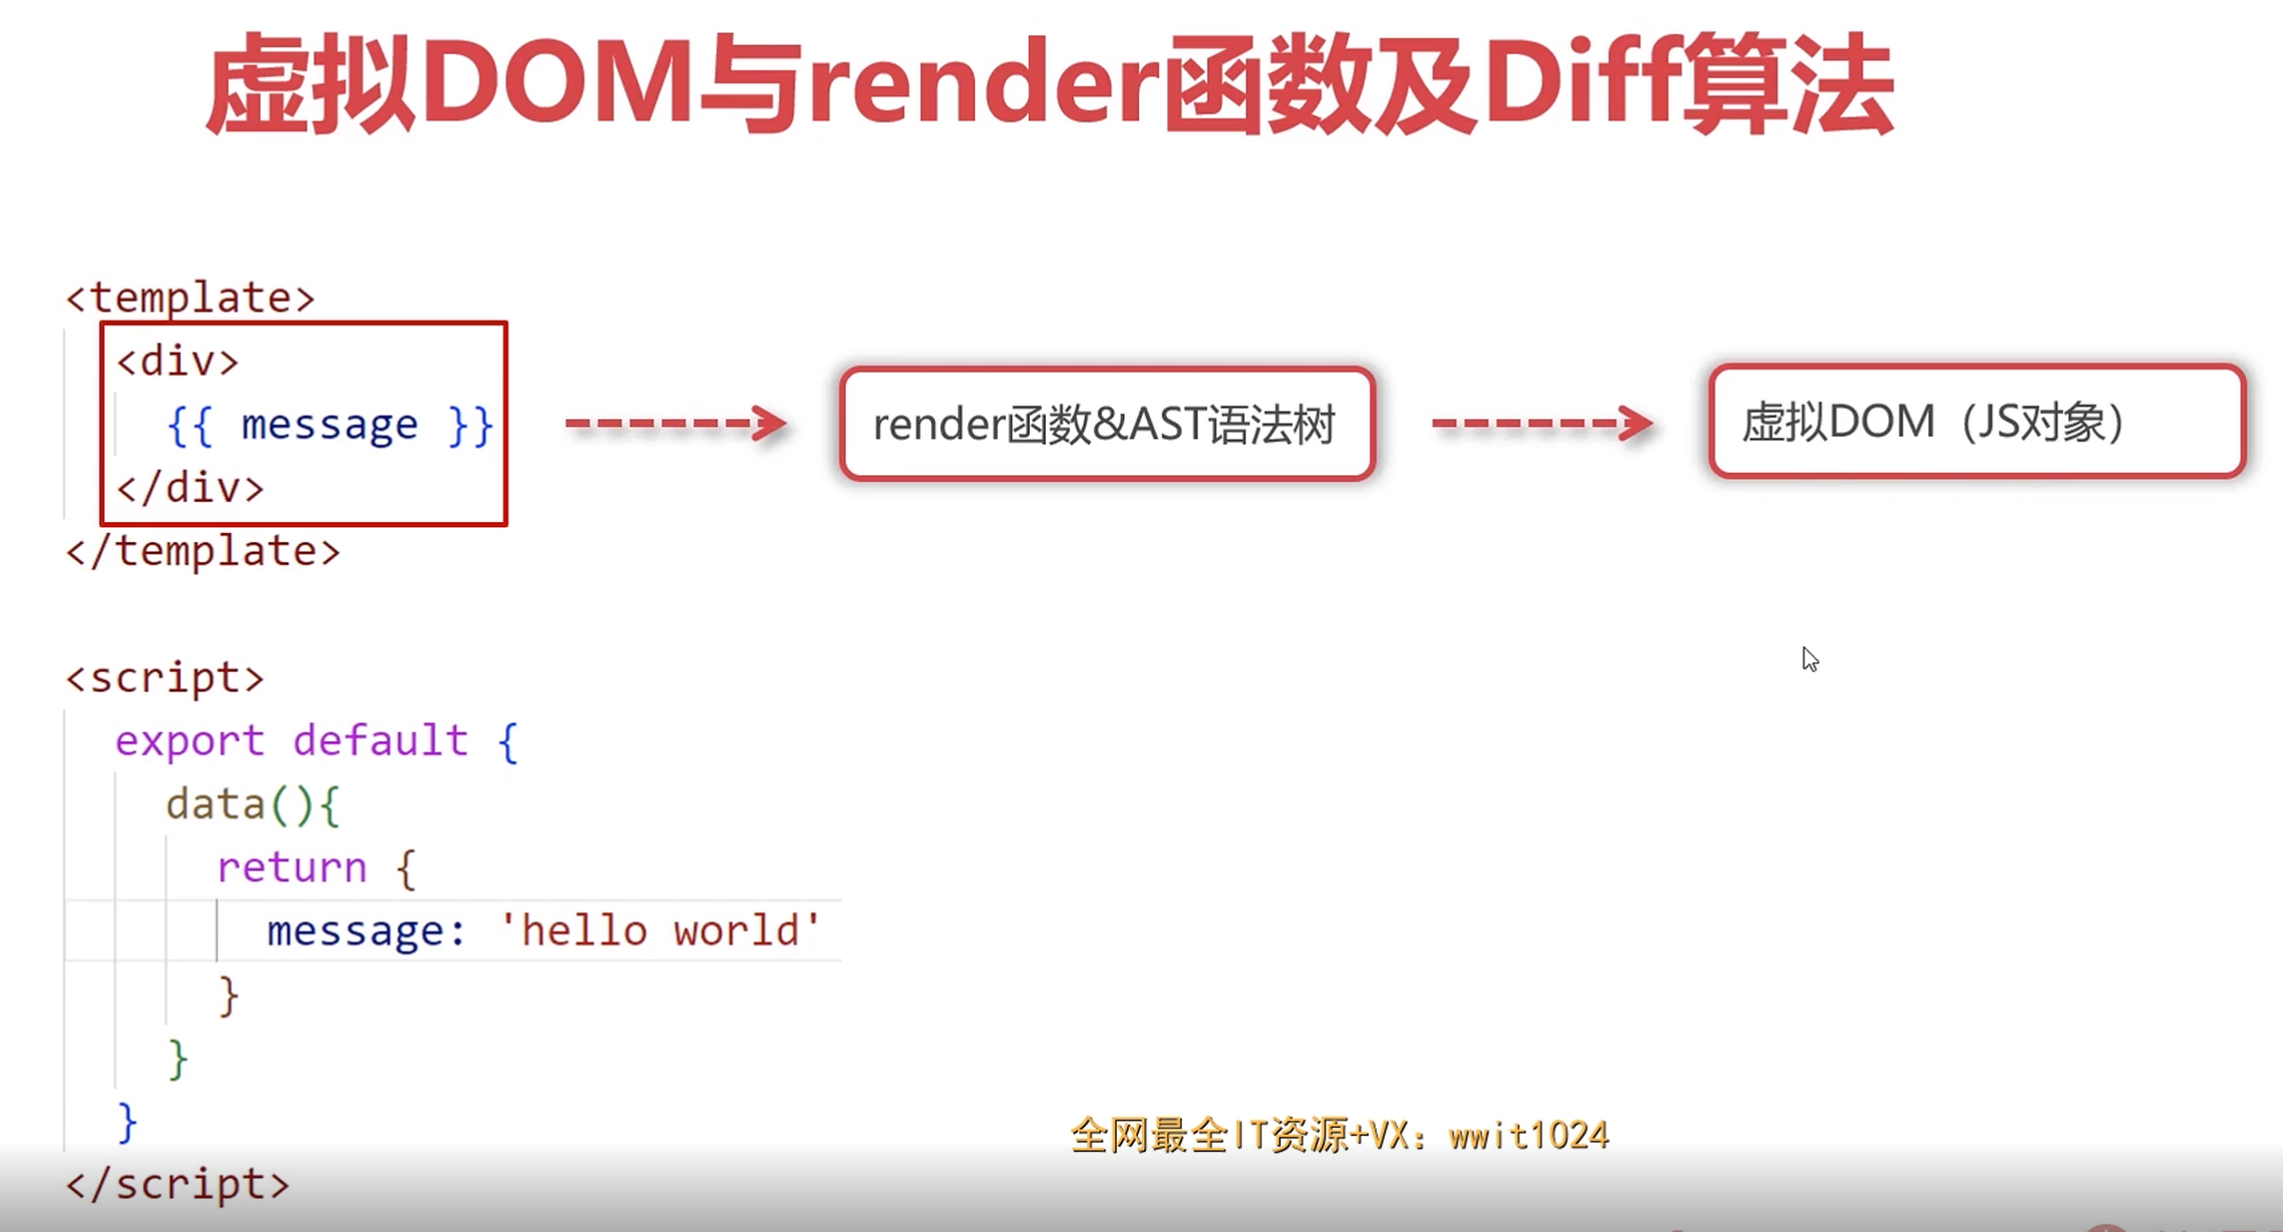 虚拟DOM与render函数及Diff算法
<template>
<div>
{{ message }}
</div>
</template>
render函数&AST语法树
虚拟DOM（JS对象）
<script>
export default {
data(){
return {
message: 'hello world'
}
}
}
</script>
全网最全IT资源+VX：wwit1024